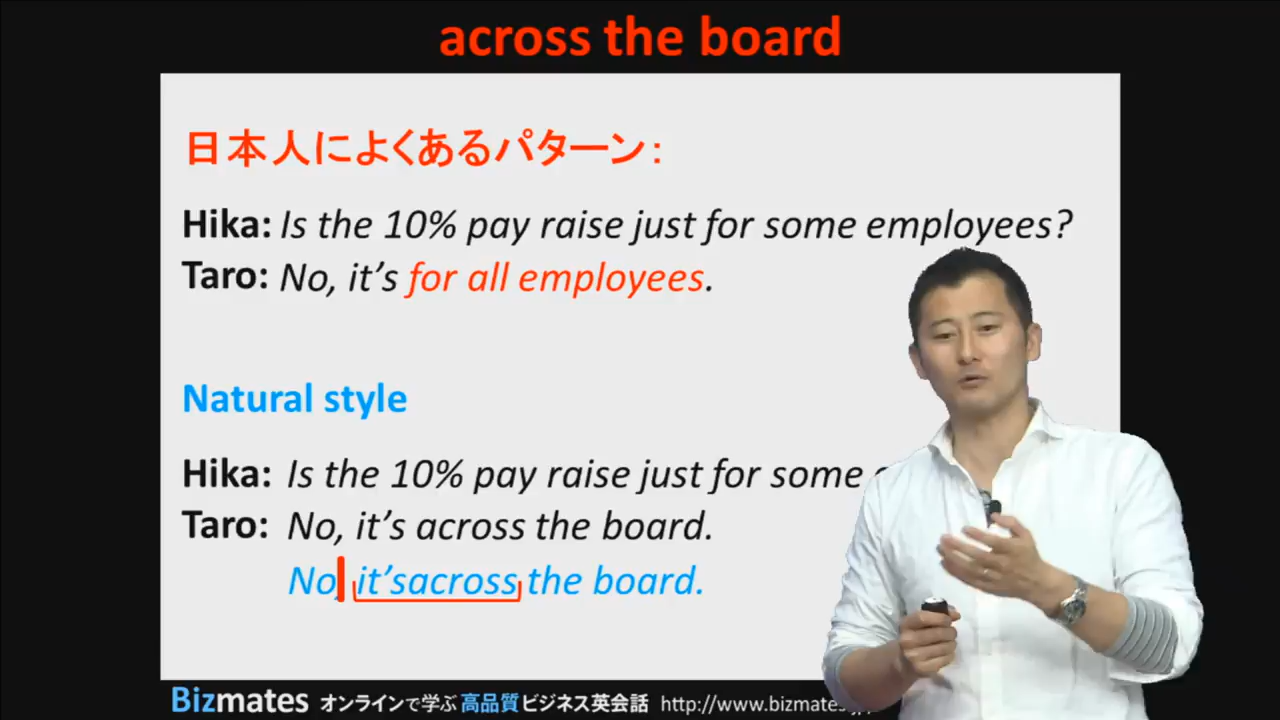 across the board
日本人によくあるパターン：
Hika: Is the 10% pay raise just for some employees?
Taro: No, it's for all employees.
Natural style
Hika: Is the 10% pay raise just for some
Taro: No, it's across the board.
No, it'sacross the board.
Bizmates オンラインで学ぶ 高品質 ビジネス英会話 http://www.bizmates.jp/